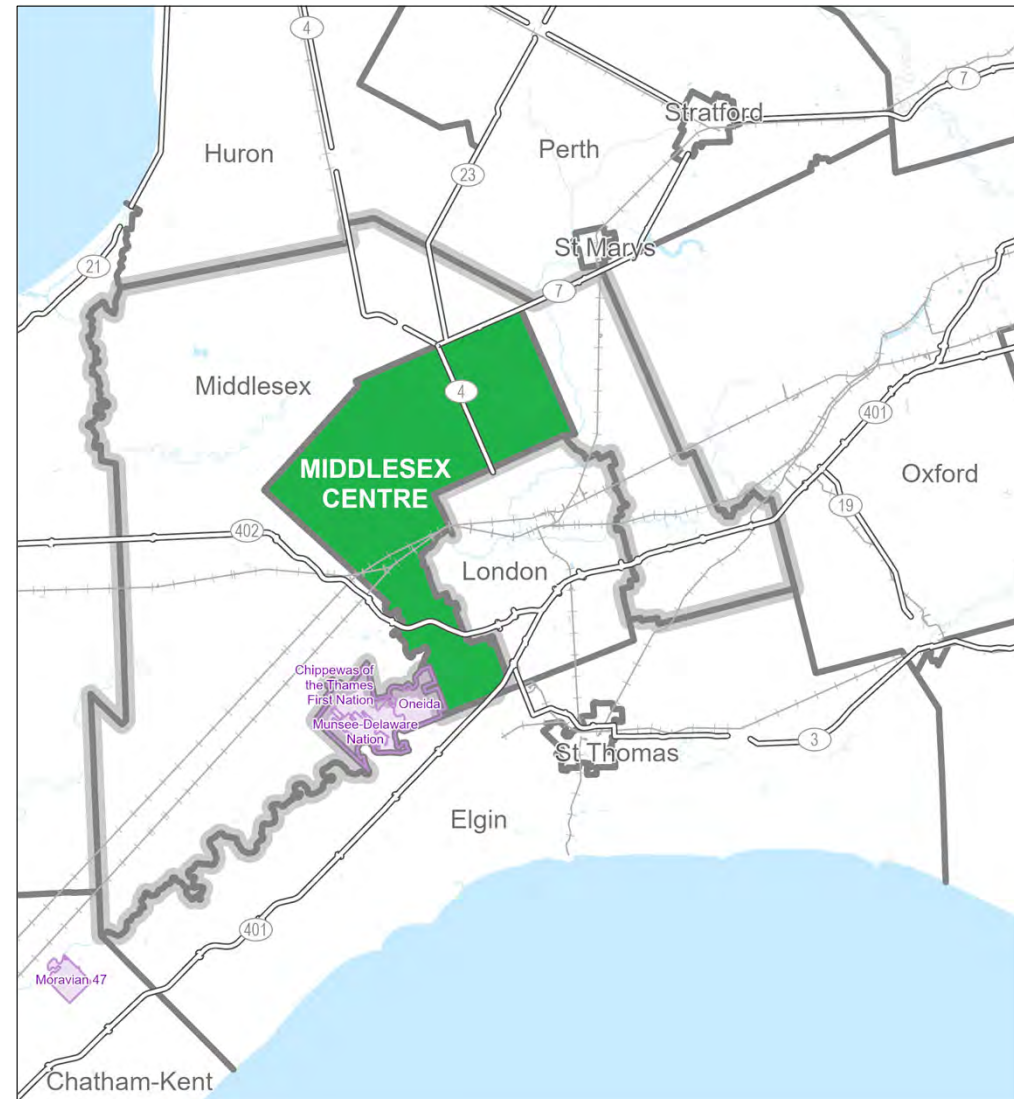 4
7
Stratford
Huron
Perth
23
St Marys
21
7
Middlesex
4
401
MIDDLESEX
CENTRE
Oxford
19
402
London
Chippewas of
the Thames
First Nation
Oneida
Munsee-Delaware
Nation
3
St Thomas
Elgin
401
Moravian 47
Chatham-Kent